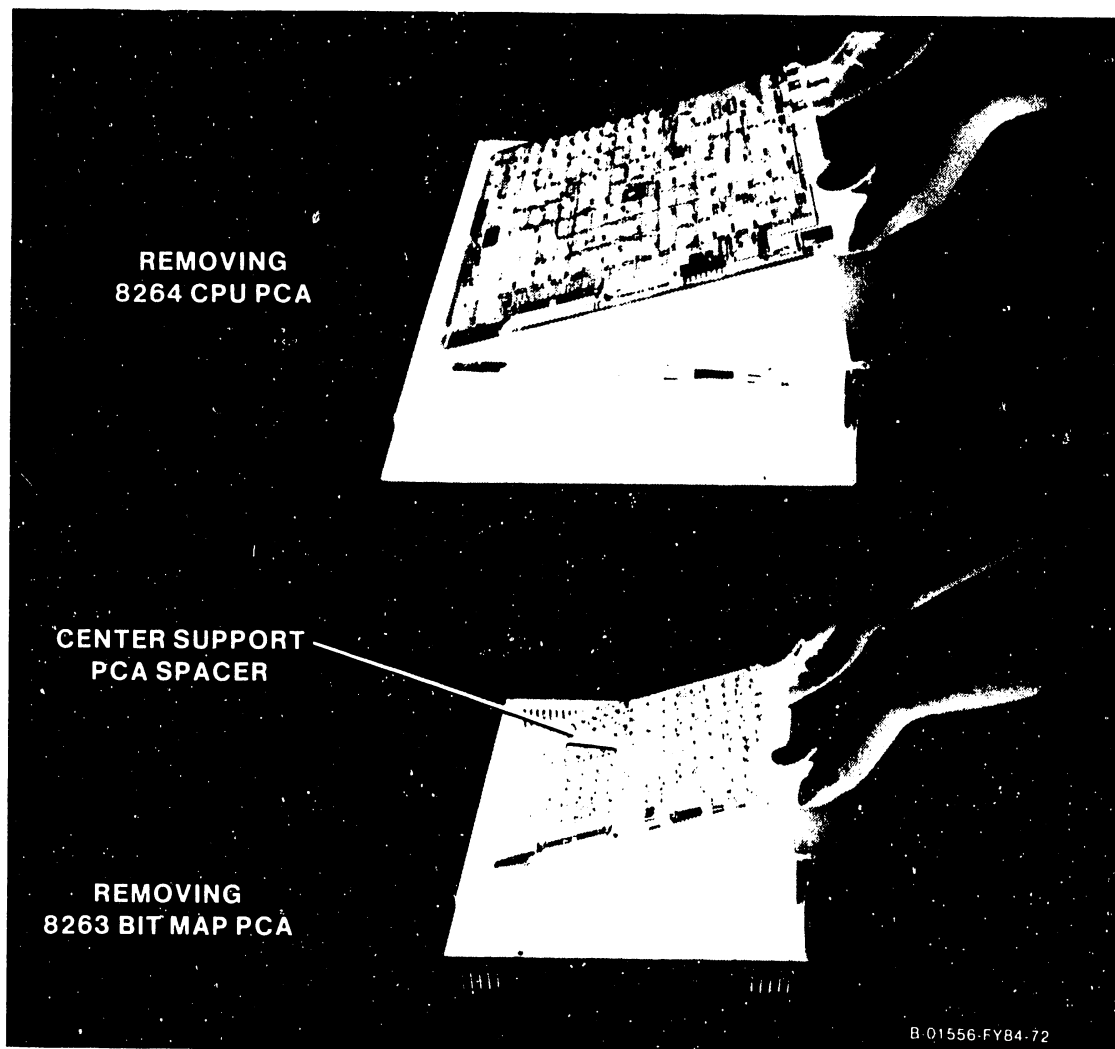 REMOVING
8264 CPU PCA
CENTER SUPPORT
PCA SPACER
REMOVING
8263 BIT MAP PCA
B-01556-FY84-72